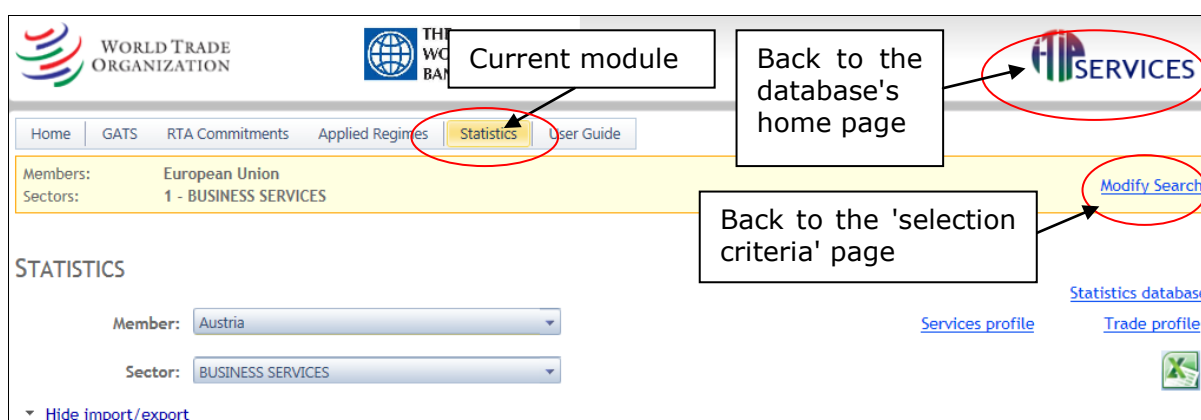 WORLD TRADE
ORGANIZATION
THE
Current module
Back to the
database's
home page
SERVICES
Home GATS RTA Commitments Applied Regimes Statistics User Guide
Members: European Union
Sectors: 1 - BUSINESS SERVICES
Modify Search
Back to the 'selection
criteria' page
STATISTICS
Statistics database
Member: Austria
Services profile Trade profile
Sector: BUSINESS SERVICES
Hide import/export